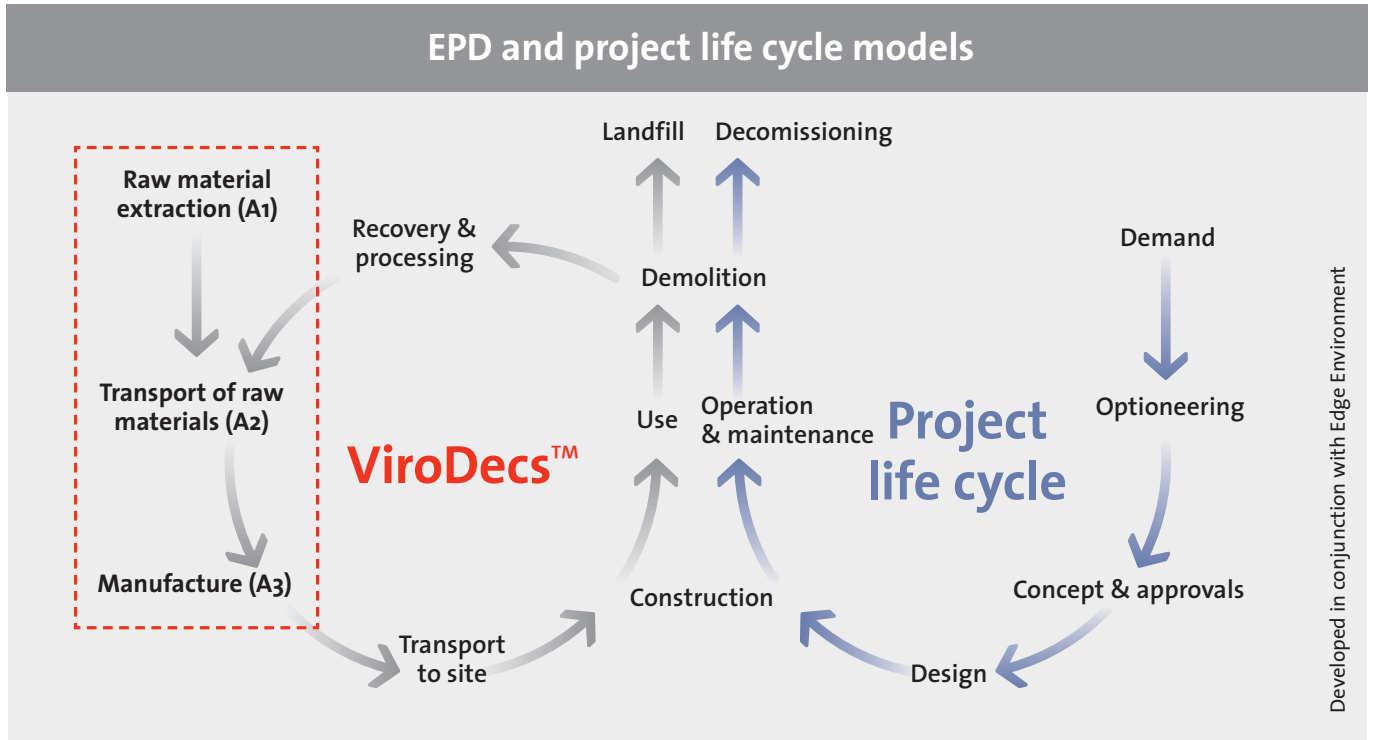 EPD and project life cycle models
Landfill
Decomissioning
Raw material
extraction (A1)
Recovery &
processing
Demand
Demolition
Transport of raw
materials (A2)
Use
Operation
& maintenance
Optioneering
ViroDecs™
Project
life cycle
Manufacture (A3)
Construction
Concept & approvals
Transport
to site
Design
Developed in conjunction with Edge Environment